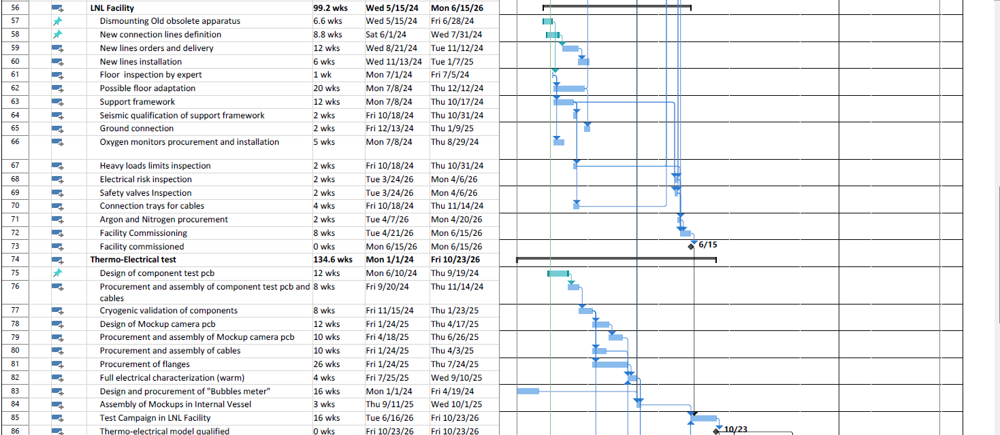 56 LNL Facility 99.2 wks Wed 5/15/24 Mon 6/15/26
57 Dismounting Old obsolete apparatus 6.6 wks Wed 5/15/24 Fri 6/28/24
58 New connection lines definition 8.8 wks Sat 6/1/24 Wed 7/31/24
59 New lines orders and delivery 12 wks Wed 8/21/24 Tue 11/12/24
60 New lines installation 6 wks Wed 11/13/24 Tue 1/7/25
61 Floor inspection by expert 1 wk Mon 7/1/24 Fri 7/5/24
62 Possible floor adaptation 20 wks Mon 7/8/24 Thu 12/12/24
63 Support framework 12 wks Mon 7/8/24 Thu 10/17/24
64 Seismic qualification of support framework 2 wks Fri 10/18/24 Thu 10/31/24
65 Ground connection 2 wks Fri 12/13/24 Thu 1/9/25
66 Oxygen monitors procurement and installation 5 wks Mon 7/8/24 Thu 8/29/24
67 Heavy loads limits inspection 2 wks Fri 10/18/24 Thu 10/31/24
68 Electrical risk inspection 2 wks Tue 3/24/26 Mon 4/6/26
69 Safety valves Inspection 2 wks Tue 3/24/26 Mon 4/6/26
70 Connection trays for cables 4 wks Fri 10/18/24 Thu 11/14/24
71 Argon and Nitrogen procurement 2 wks Tue 4/7/26 Mon 4/20/26
72 Facility Commissioning 8 wks Tue 4/21/26 Mon 6/15/26
73 Facility commissioned 0 wks Mon 6/15/26 Mon 6/15/26 6/15
74 Thermo-Electrical test 134.6 wks Mon 1/1/24 Fri 10/23/26
75 Design of component test pcb 12 wks Mon 6/10/24 Thu 9/19/24
76 Procurement and assembly of component test pcb and 8 wks Fri 9/20/24 Thu 11/14/24
cables
77 Cryogenic validation of components 8 wks Fri 11/15/24 Thu 1/23/25
78 Design of Mockup camera pcb 12 wks Fri 1/24/25 Thu 4/17/25
79 Procurement and assembly of Mockup camera pcb 10 wks Fri 4/18/25 Thu 6/26/25
80 Procurement and assembly of cables 10 wks Fri 1/24/25 Thu 4/3/25
81 Procurement of flanges 26 wks Fri 1/24/25 Thu 7/24/25
82 Full electrical characterization (warm) 4 wks Fri 7/25/25 Wed 9/10/25
83 Design and procurement of "Bubbles meter" 16 wks Mon 1/1/24 Fri 4/19/24
84 Assembly of Mockups in Internal Vessel 3 wks Thu 9/11/25 Wed 10/1/25
85 Test Campaign in LNL Facility 16 wks Tue 6/16/26 Fri 10/23/26
86 Thermo-electrical model qualified 0 wks Fri 10/23/26 Fri 10/23/26 10/23